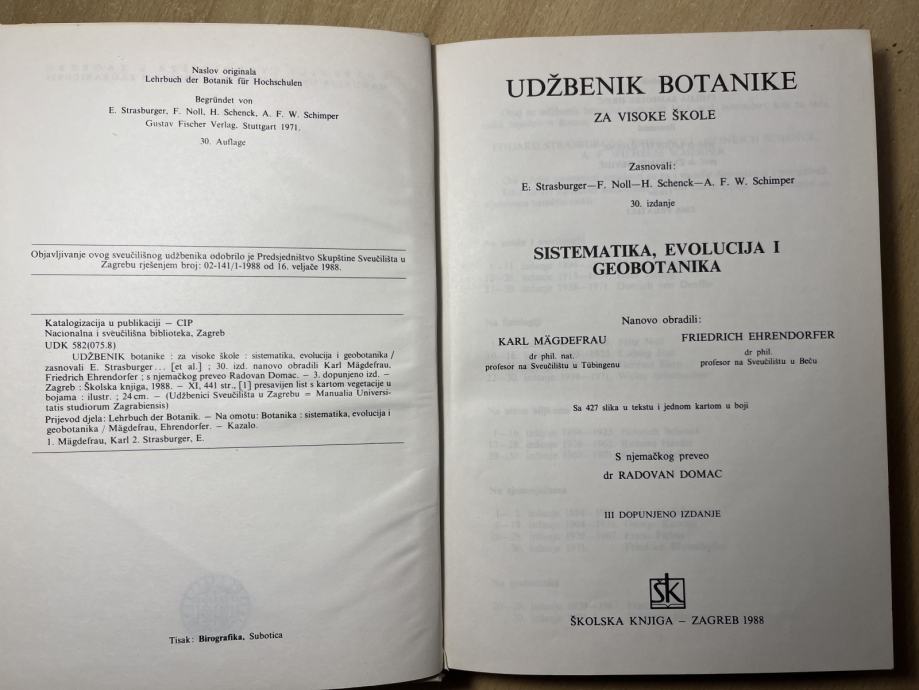 Naslov originala
Lehrbuch der Botanik für Hochschulen
Begründet von
E. Strasburger, F. Noll, H. Schenck, A. F. W. Schimper
Gustav Fischer Verlag, Stuttgart 1971.
30. Auflage
Objavljivanje ovog sveučilišnog udžbenika odobrilo je Predsjedništvo Skupštine Sveučilišta u
Zagrebu rješenjem broj: 02-141/1-1988 od 16. veljače 1988.
Katalogizacija u publikaciji — CIP
Nacionalna i sveučilišna biblioteka, Zagreb
UDK 582(075.8)
UDŽBENIK botanike : za visoke škole : sistematika, evolucija i geobotanika /
zasnovali E. Strasburger... [et al.] ; 30. izd. nanovo obradili Karl Mägdefrau,
Friedrich Ehrendorfer ; s njemačkog preveo Radovan Domac. — 3. dopunjeno izd. —
Zagreb : Školska knjiga, 1988. — XI, 441 str., [1] presavijen list s kartom vegetacije u
bojama : ilustr. ; 24 cm. — (Udžbenici Sveučilišta u Zagrebu = Manualia Universi-
tatis studiorum Zagrabiensis)
Prijevod djela: Lehrbuch der Botanik. — Na omotu: Botanika : sistematika, evolucija i
geobotanika / Mägdefrau, Ehrendorfer. — Kazalo.
1. Mägdefrau, Karl 2. Strasburger, E.
Tisak: Birografika, Subotica
UDŽBENIK BOTANIKE
ZA VISOKE ŠKOLE
Zasnovali:
E. Strasburger—F. Noll—H. Schenck—A. F. W. Schimper
30. izdanje
SISTEMATIKA, EVOLUCIJA I
GEOBOTANIKA
Nanovo obradili:
KARL MÄGDEFRAU
dr phil. nat.
profesor na Sveučilištu u Tübingenu
FRIEDRICH EHRENDORFER
dr phil.
profesor na Sveučilištu u Beču
Sa 427 slika u tekstu i jednom kartom u boji
S njemačkog preveo
dr RADOVAN DOMAC
III DOPUNJENO IZDANJE
ŠK
ŠKOLSKA KNJIGA — ZAGREB 1988